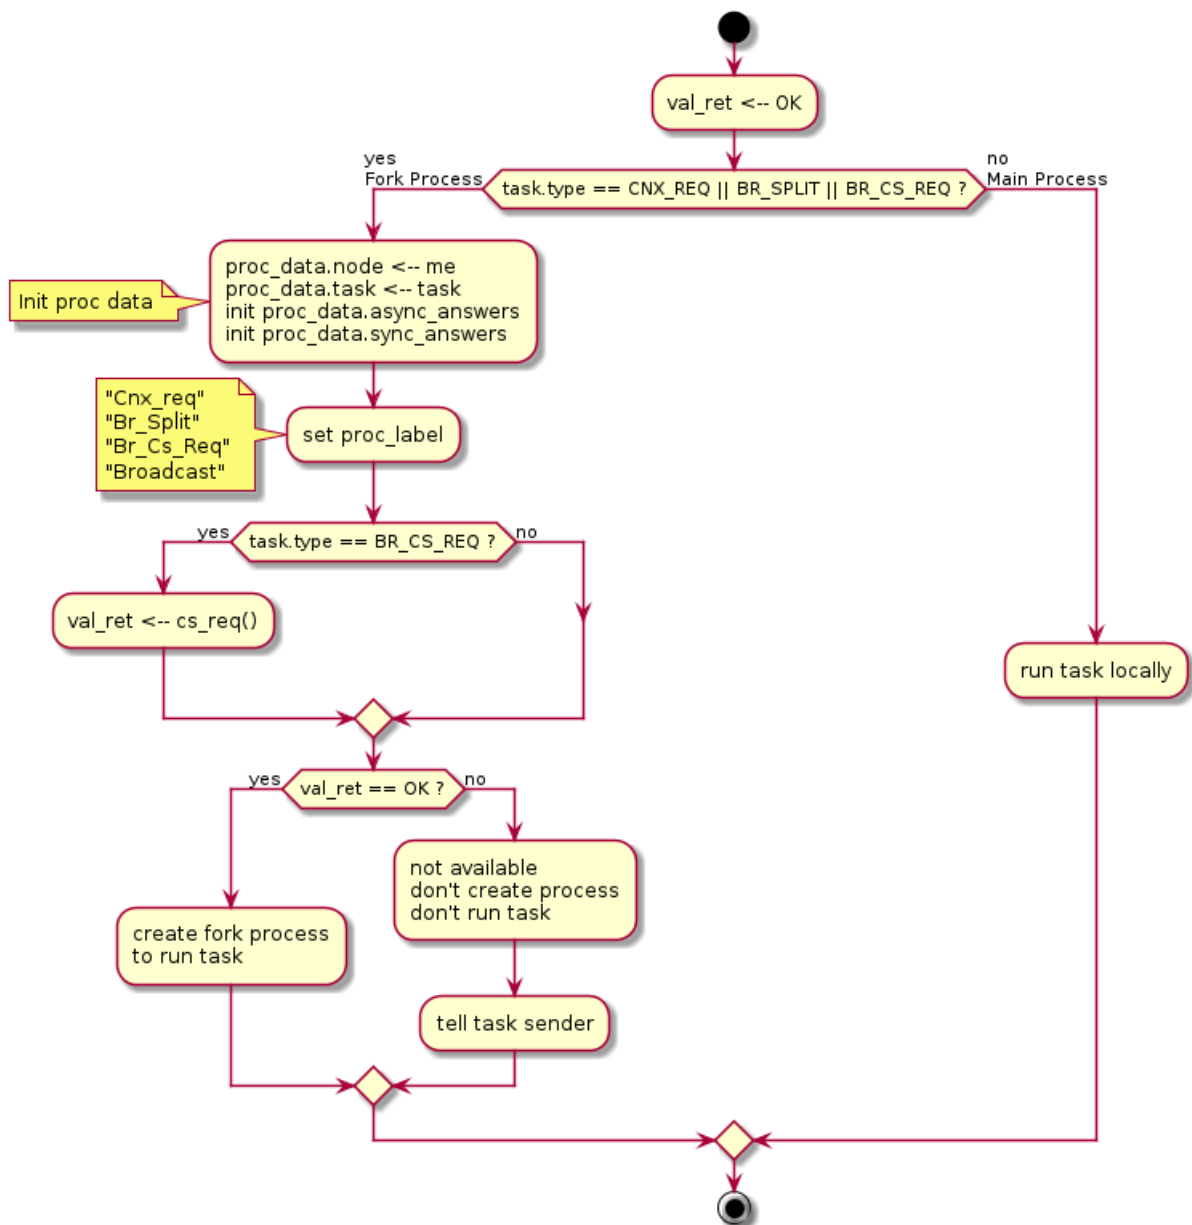 val_ret <-- OK
yes
Fork Process
task.type == CNX_REQ || BR_SPLIT || BR_CS_REQ ?
no
Main Process
Init proc data
proc_data.node <-- me
proc_data.task <-- task
init proc_data.async_answers
init proc_data.sync_answers
"Cnx_req"
"Br_Split"
"Br_Cs_Req"
"Broadcast"
set proc_label
yes
task.type == BR_CS_REQ ?
no
val_ret <-- cs_req()
run task locally
yes
val_ret == OK ?
no
not available
don't create process
don't run task
create fork process
to run task
tell task sender